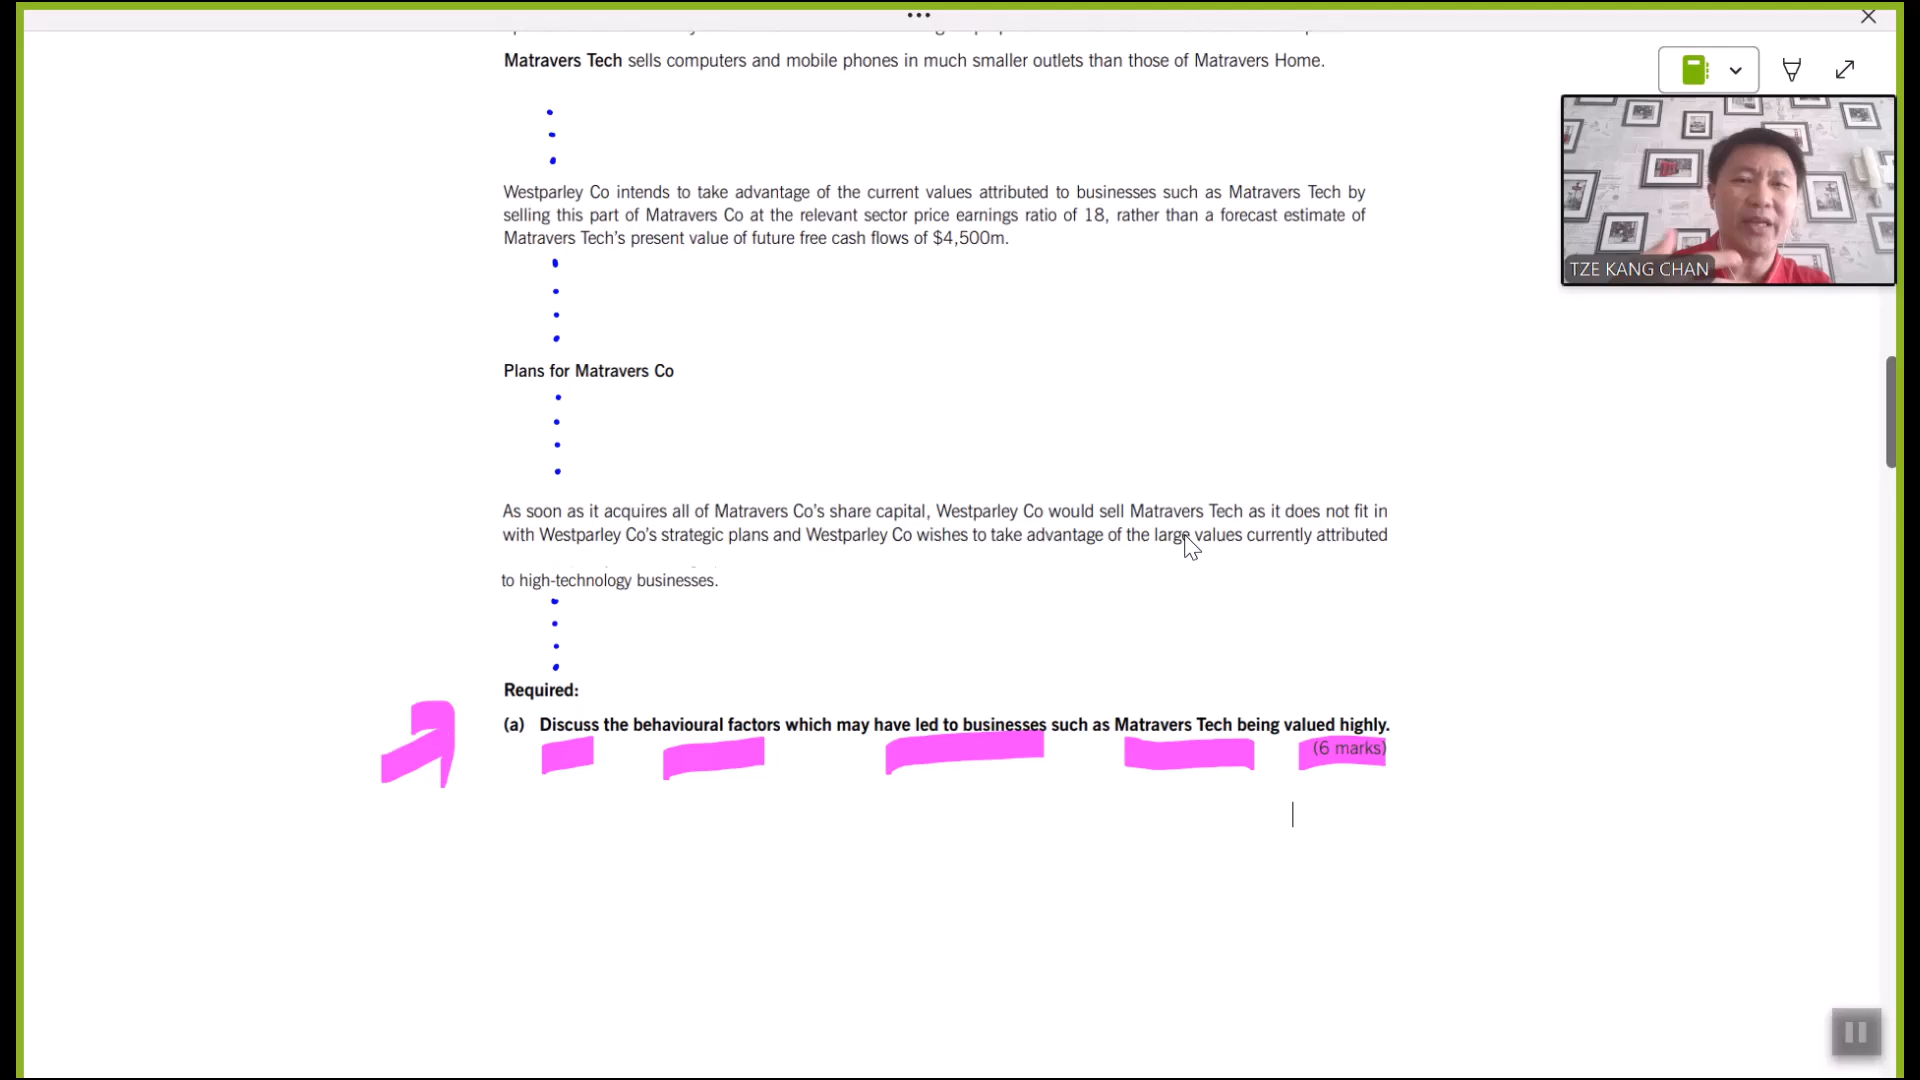 Matravers Tech sells computers and mobile phones in much smaller outlets than those of Matravers Home.
TZE KANG CHAN
Westparley Co intends to take advantage of the current values attributed to businesses such as Matravers Tech by
selling this part of Matravers Co at the relevant sector price earnings ratio of 18, rather than a forecast estimate of
Matravers Tech's present value of future free cash flows of $4,500m.
Plans for Matravers Co
As soon as it acquires all of Matravers Co's share capital, Westparley Co would sell Matravers Tech as it does not fit in
with Westparley Co's strategic plans and Westparley Co wishes to take advantage of the large values currently attributed
to high-technology businesses.
Required:
(a) Discuss the behavioural factors which may have led to businesses such as Matravers Tech being valued highly.
(6 marks)